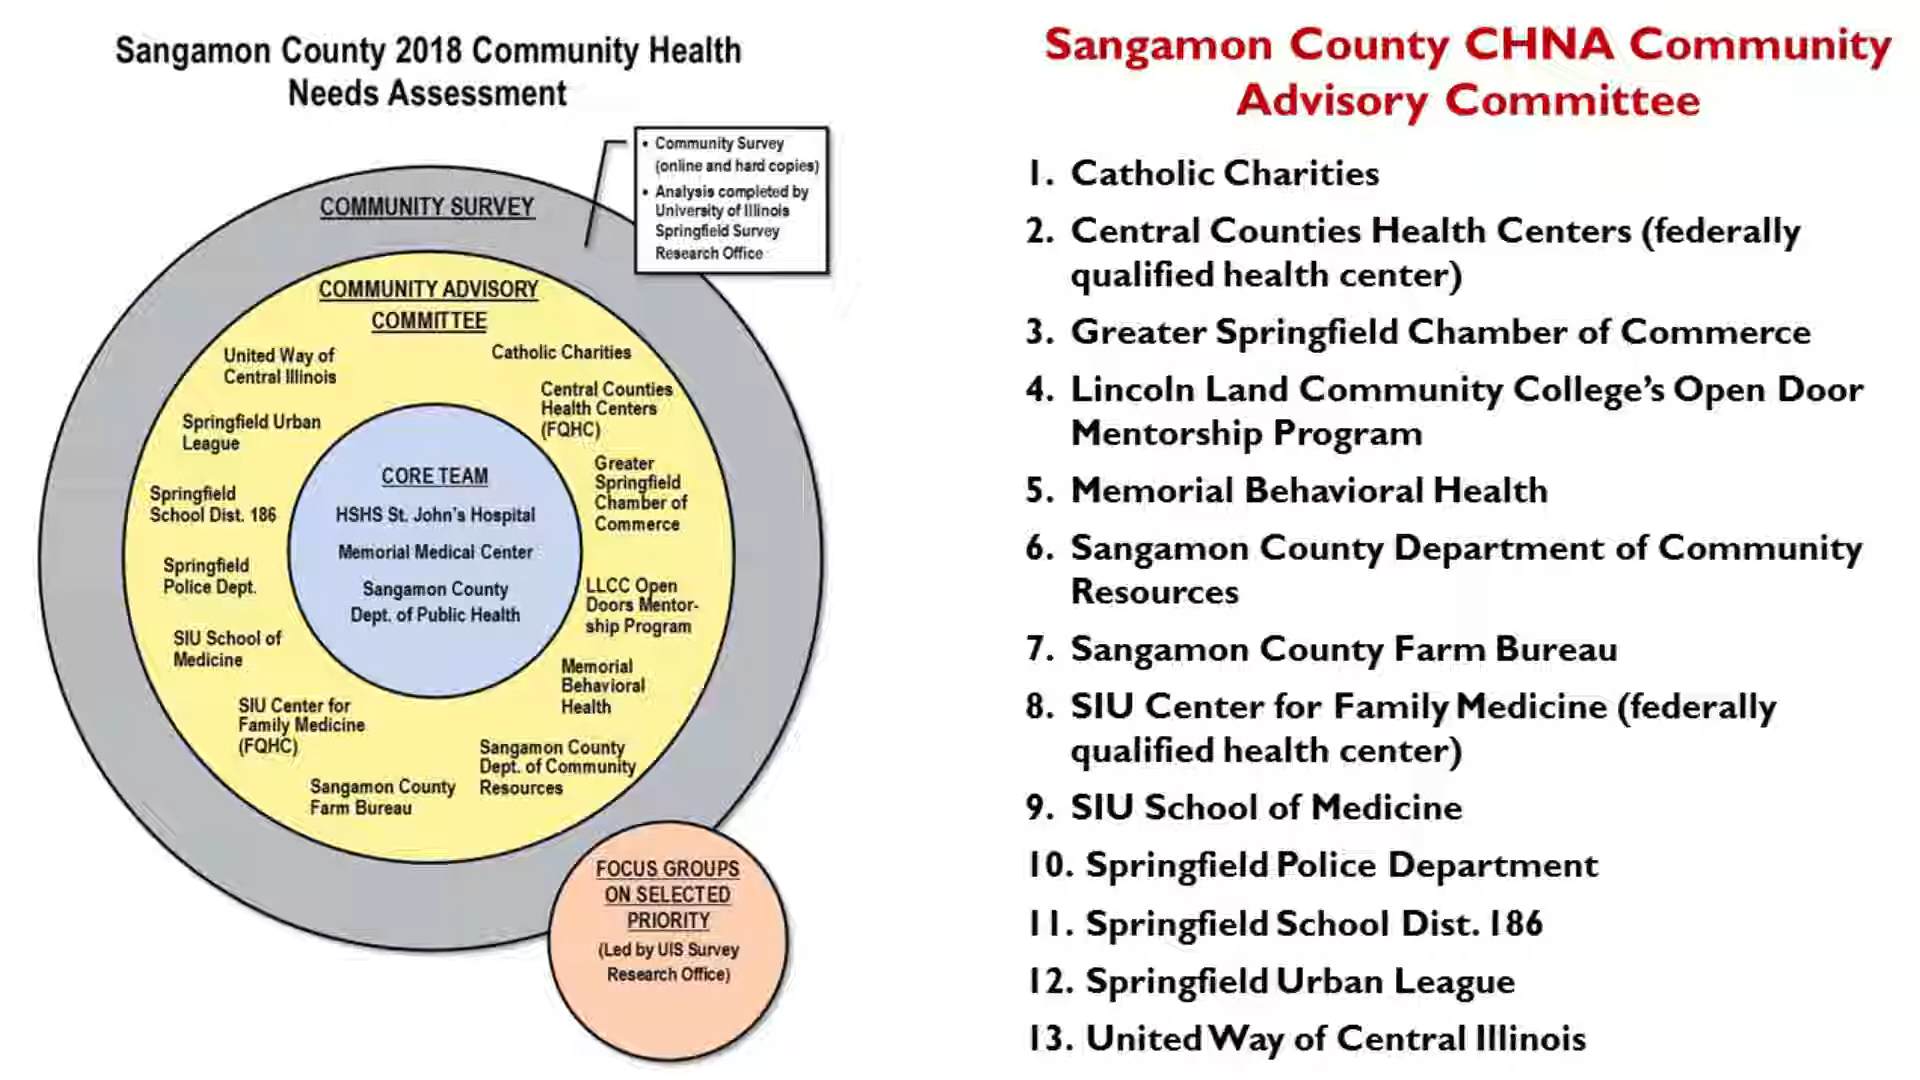 Sangamon County 2018 Community Health
Needs Assessment
• Community Survey
(online and hard copies)
• Analysis completed by
University of Illinois
Springfield Survey
Research Office
COMMUNITY SURVEY
COMMUNITY ADVISORY
COMMITTEE
United Way of
Central Illinois
Springfield Urban
League
Springfield
School Dist. 186
Springfield
Police Dept.
SIU School of
Medicine
SIU Center for
Family Medicine
(FQHC)
Sangamon County
Farm Bureau
Catholic Charities
Central Counties
Health Centers
(FQHC)
Greater
Springfield
Chamber of
Commerce
LLCC Open
Doors Mentor-
ship Program
Memorial
Behavioral
Health
Sangamon County
Dept. of Community
Resources
CORE TEAM
HSHS St. John's Hospital
Memorial Medical Center
Sangamon County
Dept. of Public Health
FOCUS GROUPS
ON SELECTED
PRIORITY
(Led by UIS Survey
Research Office)
Sangamon County CHNA Community
Advisory Committee
1. Catholic Charities
2. Central Counties Health Centers (federally
qualified health center)
3. Greater Springfield Chamber of Commerce
4. Lincoln Land Community College's Open Door
Mentorship Program
5. Memorial Behavioral Health
6. Sangamon County Department of Community
Resources
7. Sangamon County Farm Bureau
8. SIU Center for Family Medicine (federally
qualified health center)
9. SIU School of Medicine
10. Springfield Police Department
11. Springfield School Dist. 186
12. Springfield Urban League
13. United Way of Central Illinois